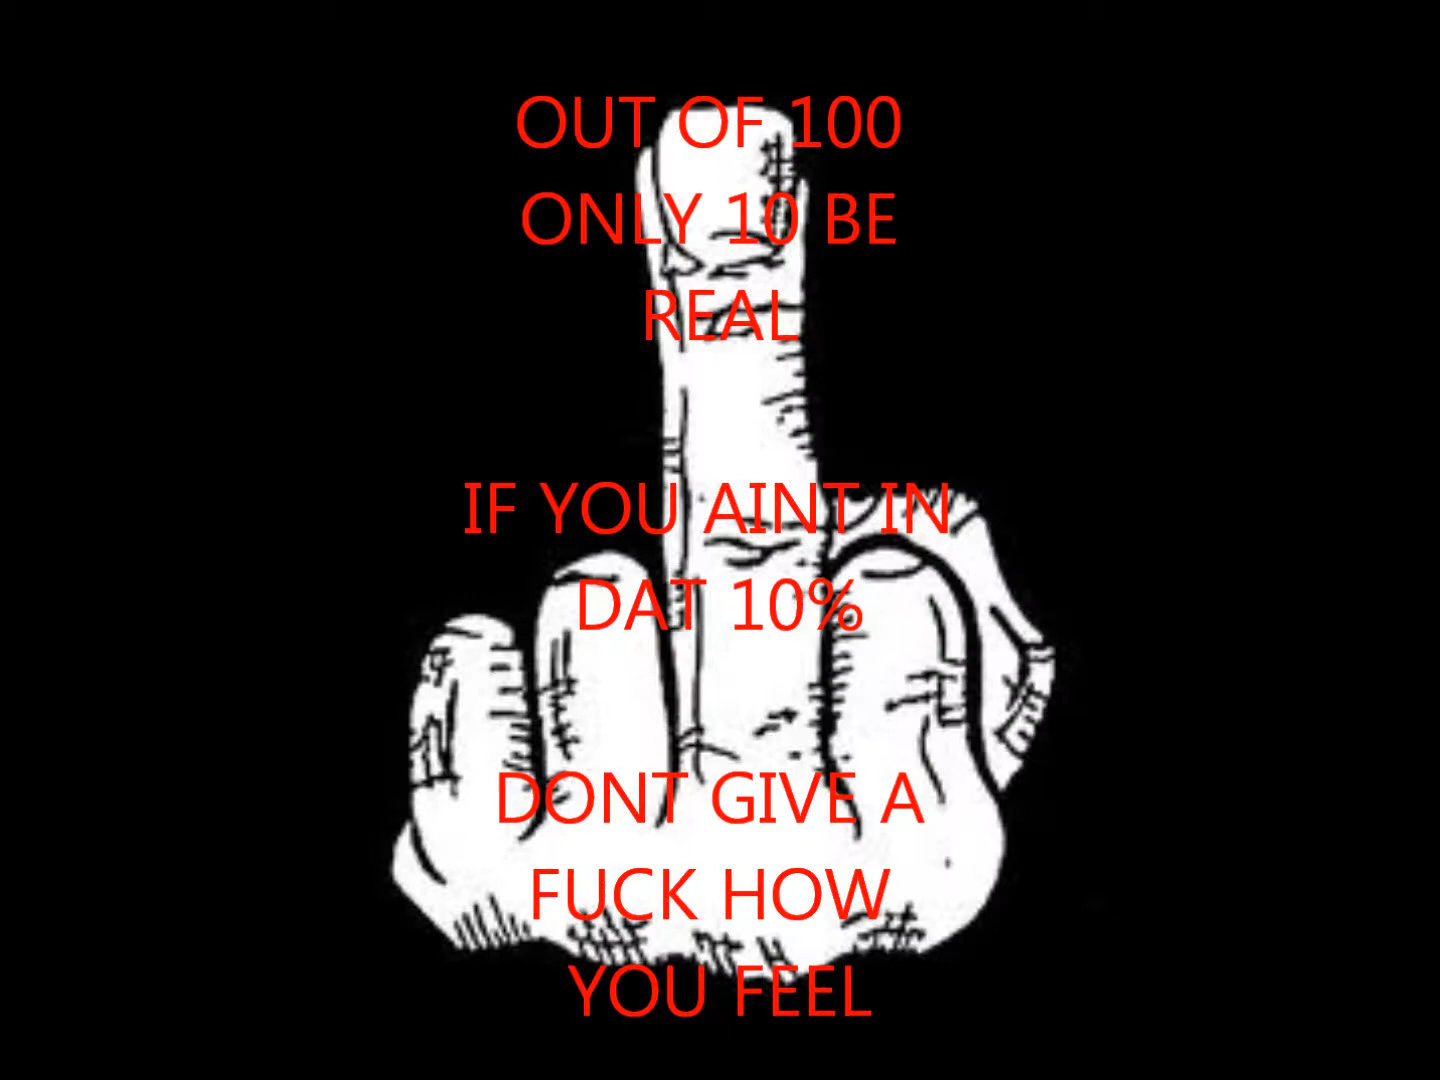 OUT OF 100
ONLY 10 BE
REAL
IF YOU AINT IN
DAT 10%
DONT GIVE A
FUCK HOW
YOU FEEL